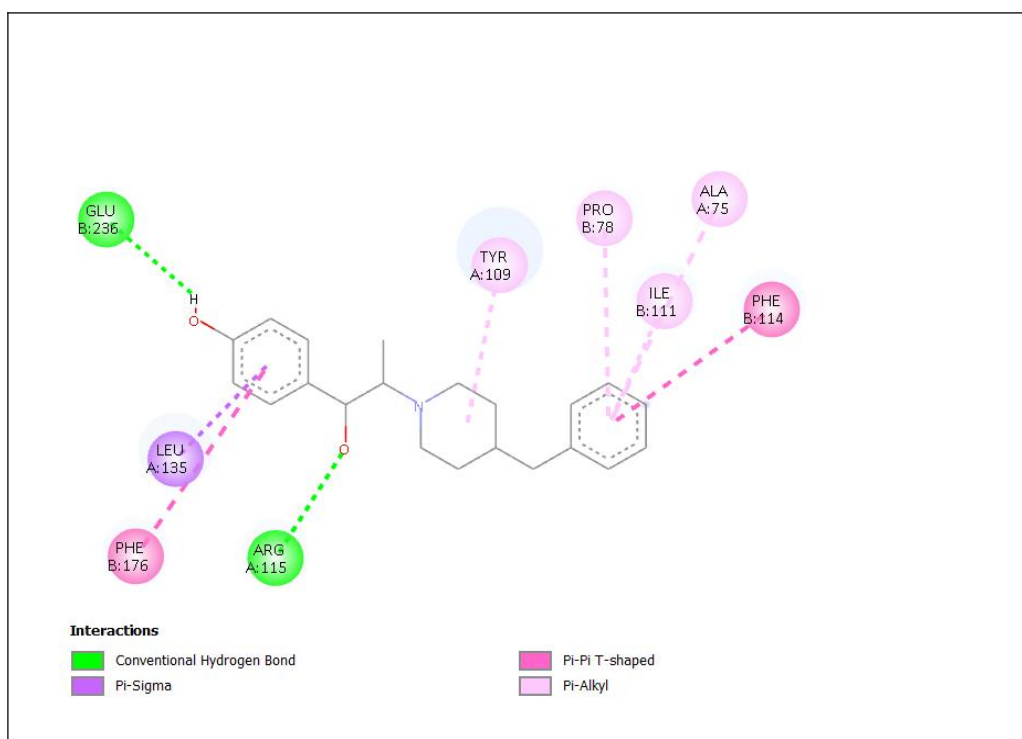 GLU
B:236
PRO
B:78
ALA
A:75
TYR
A:109
ILE
B:111
PHE
B:114
H
O
N
O
LEU
A:135
PHE
B:176
ARG
A:115
Interactions
Conventional Hydrogen Bond
Pi-Sigma
Pi-Pi T-shaped
Pi-Alkyl